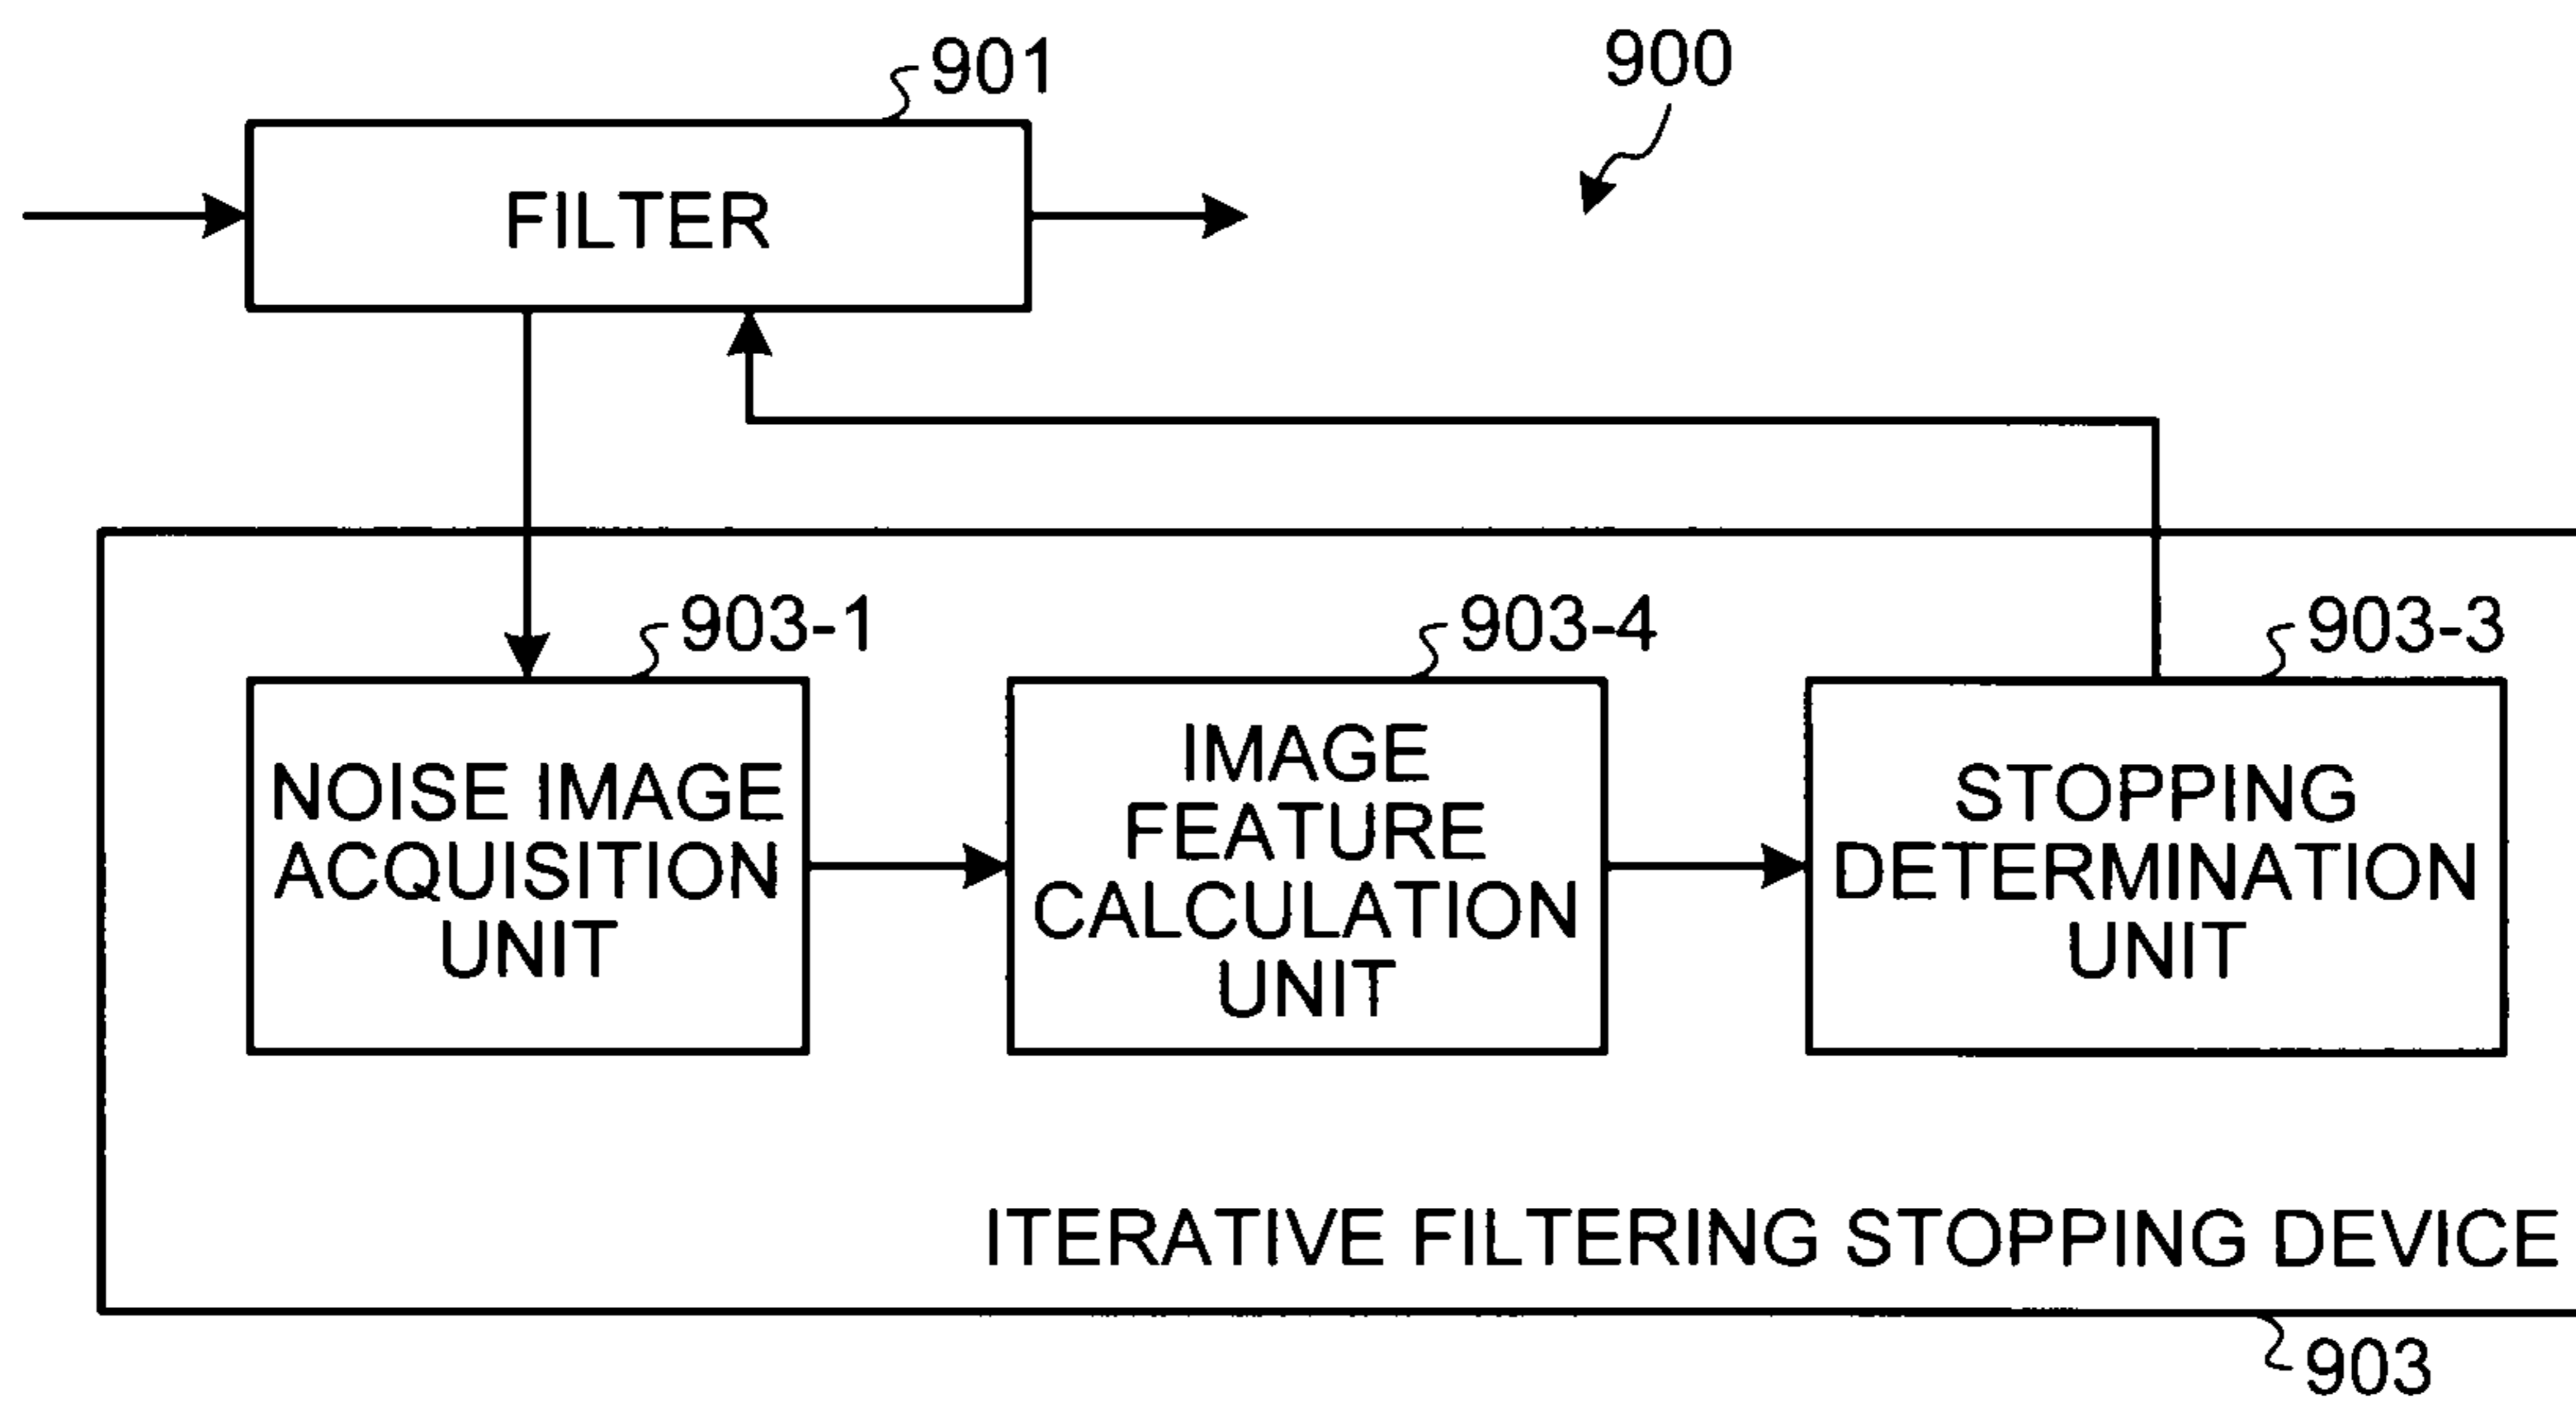 901
900
FILTER
903-1
903-4
903-3
NOISE IMAGE
ACQUISITION
UNIT
IMAGE
FEATURE
CALCULATION
UNIT
STOPPING
DETERMINATION
UNIT
ITERATIVE FILTERING STOPPING DEVICE
903